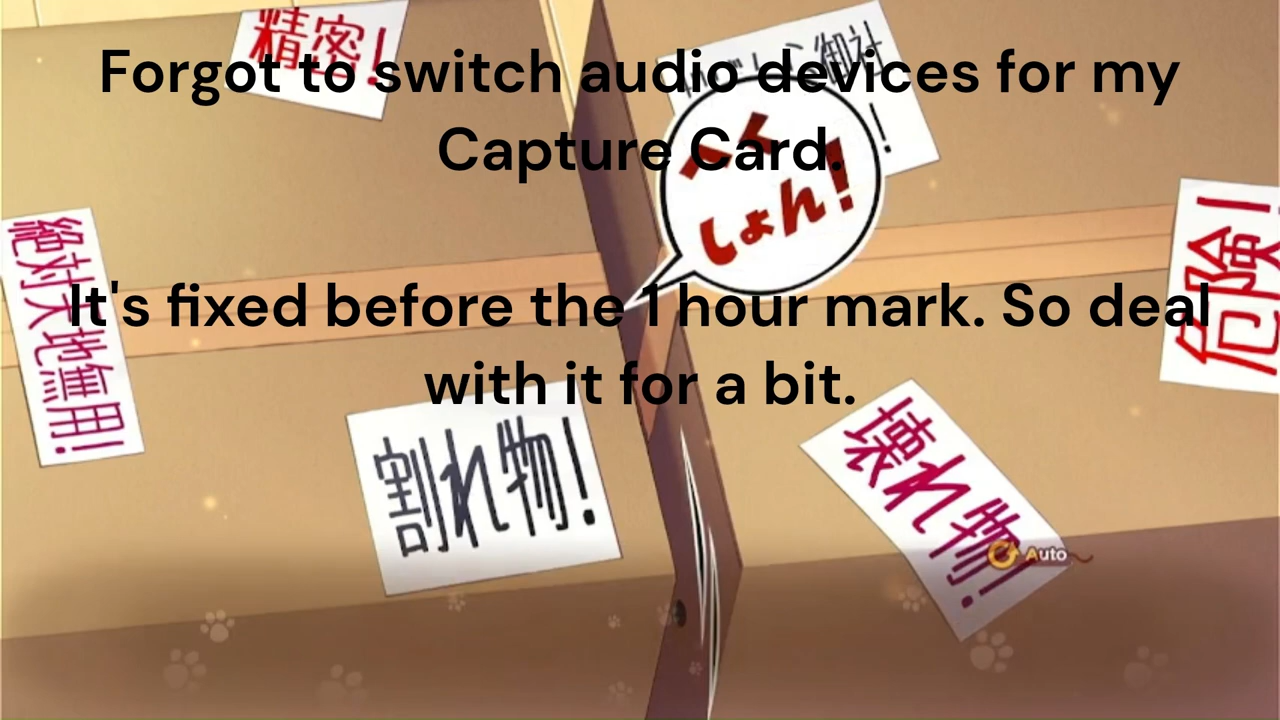 精密!
Forgot to switch audio devices for my
Capture Card.
しょん!
絶対天地無用!
危険!
It's fixed before the 1 hour mark. So deal
with it for a bit.
割れ物!
壊れ物!
Auto